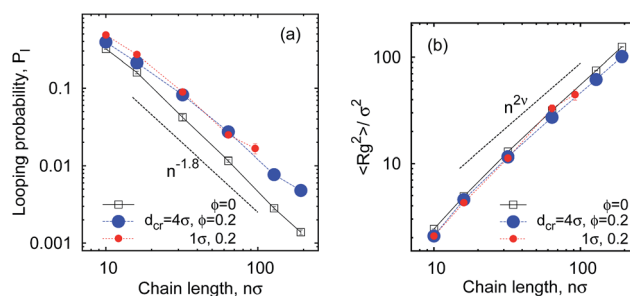 (a)
Looping probability, P_l
0.1
0.01
0.001
n^-1.8
ϕ=0
d_cr=4σ, ϕ=0.2
1σ, 0.2
10
100
Chain length, nσ
(b)
<Rg^2>/ σ^2
100
10
n^2ν
ϕ=0
d_cr=4σ, ϕ=0.2
1σ, 0.2
10
100
Chain length, nσ